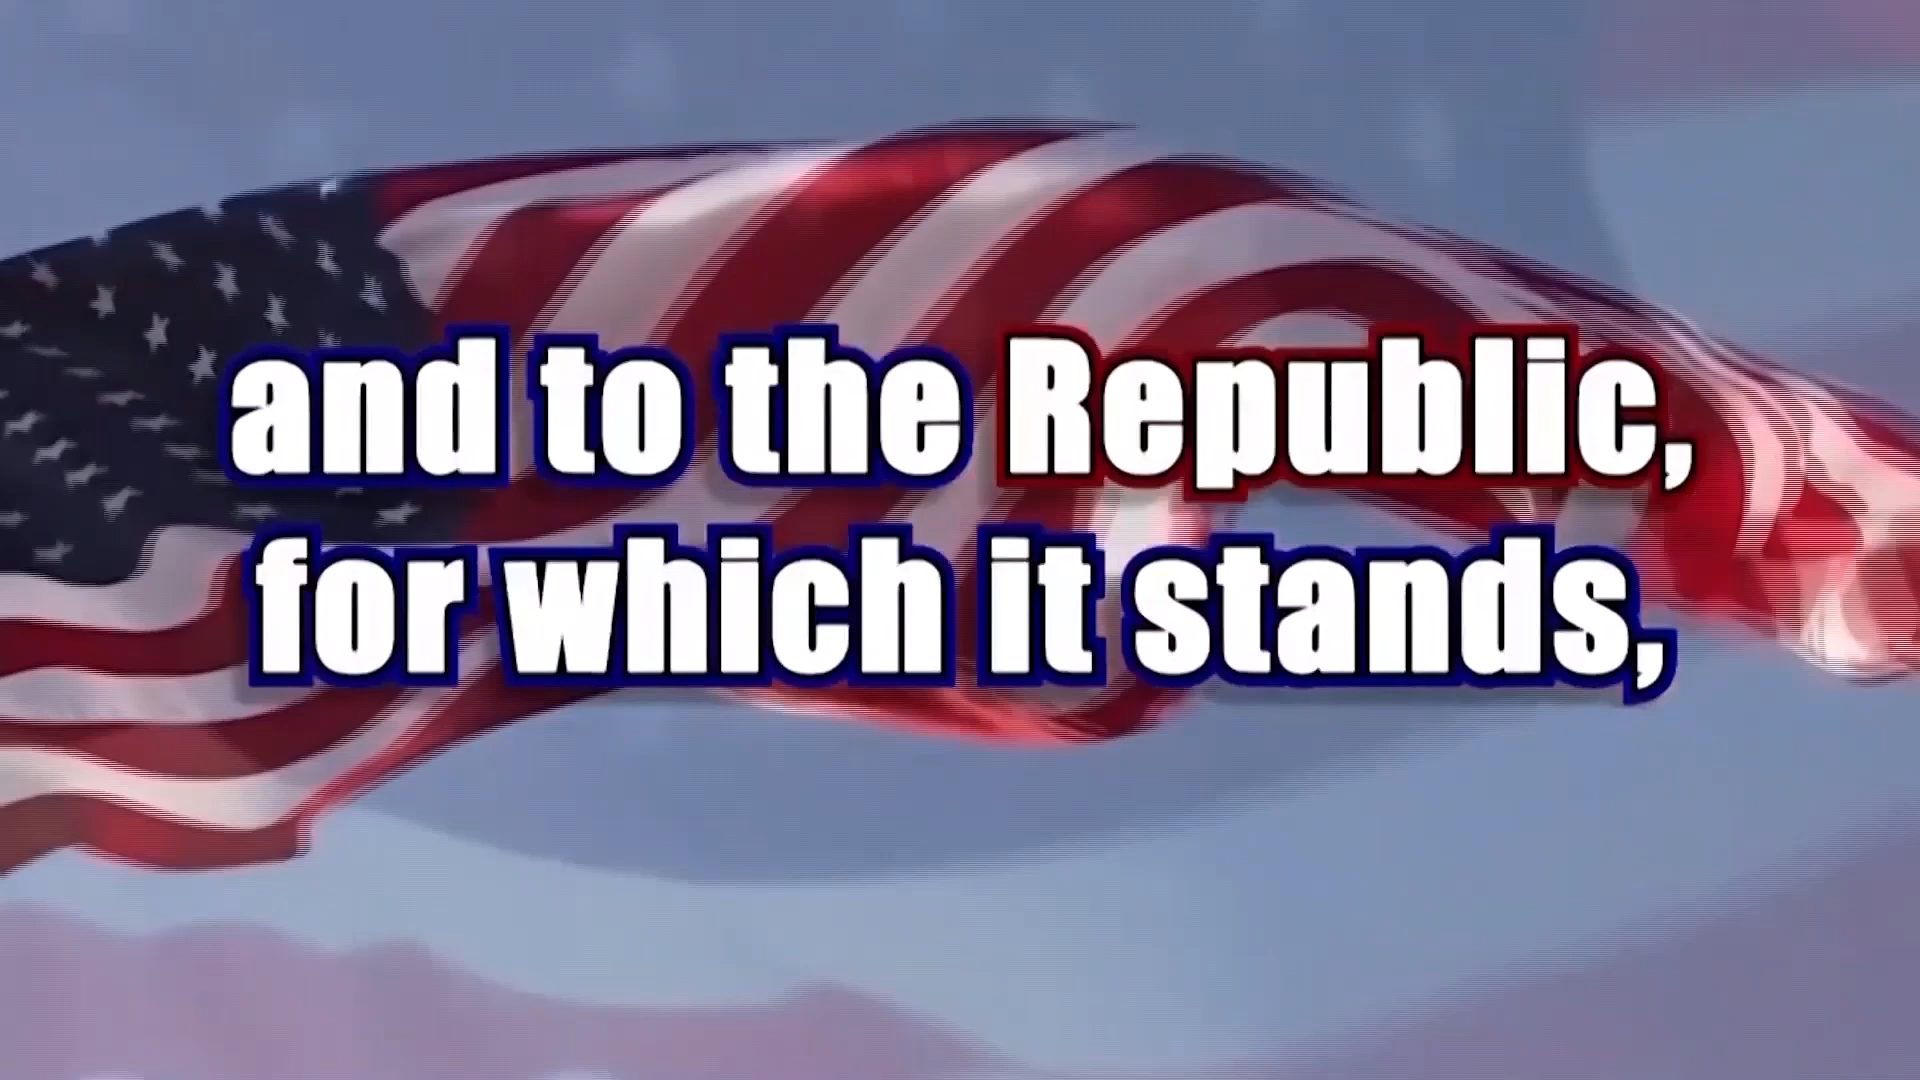 and to the Republic,
for which it stands,